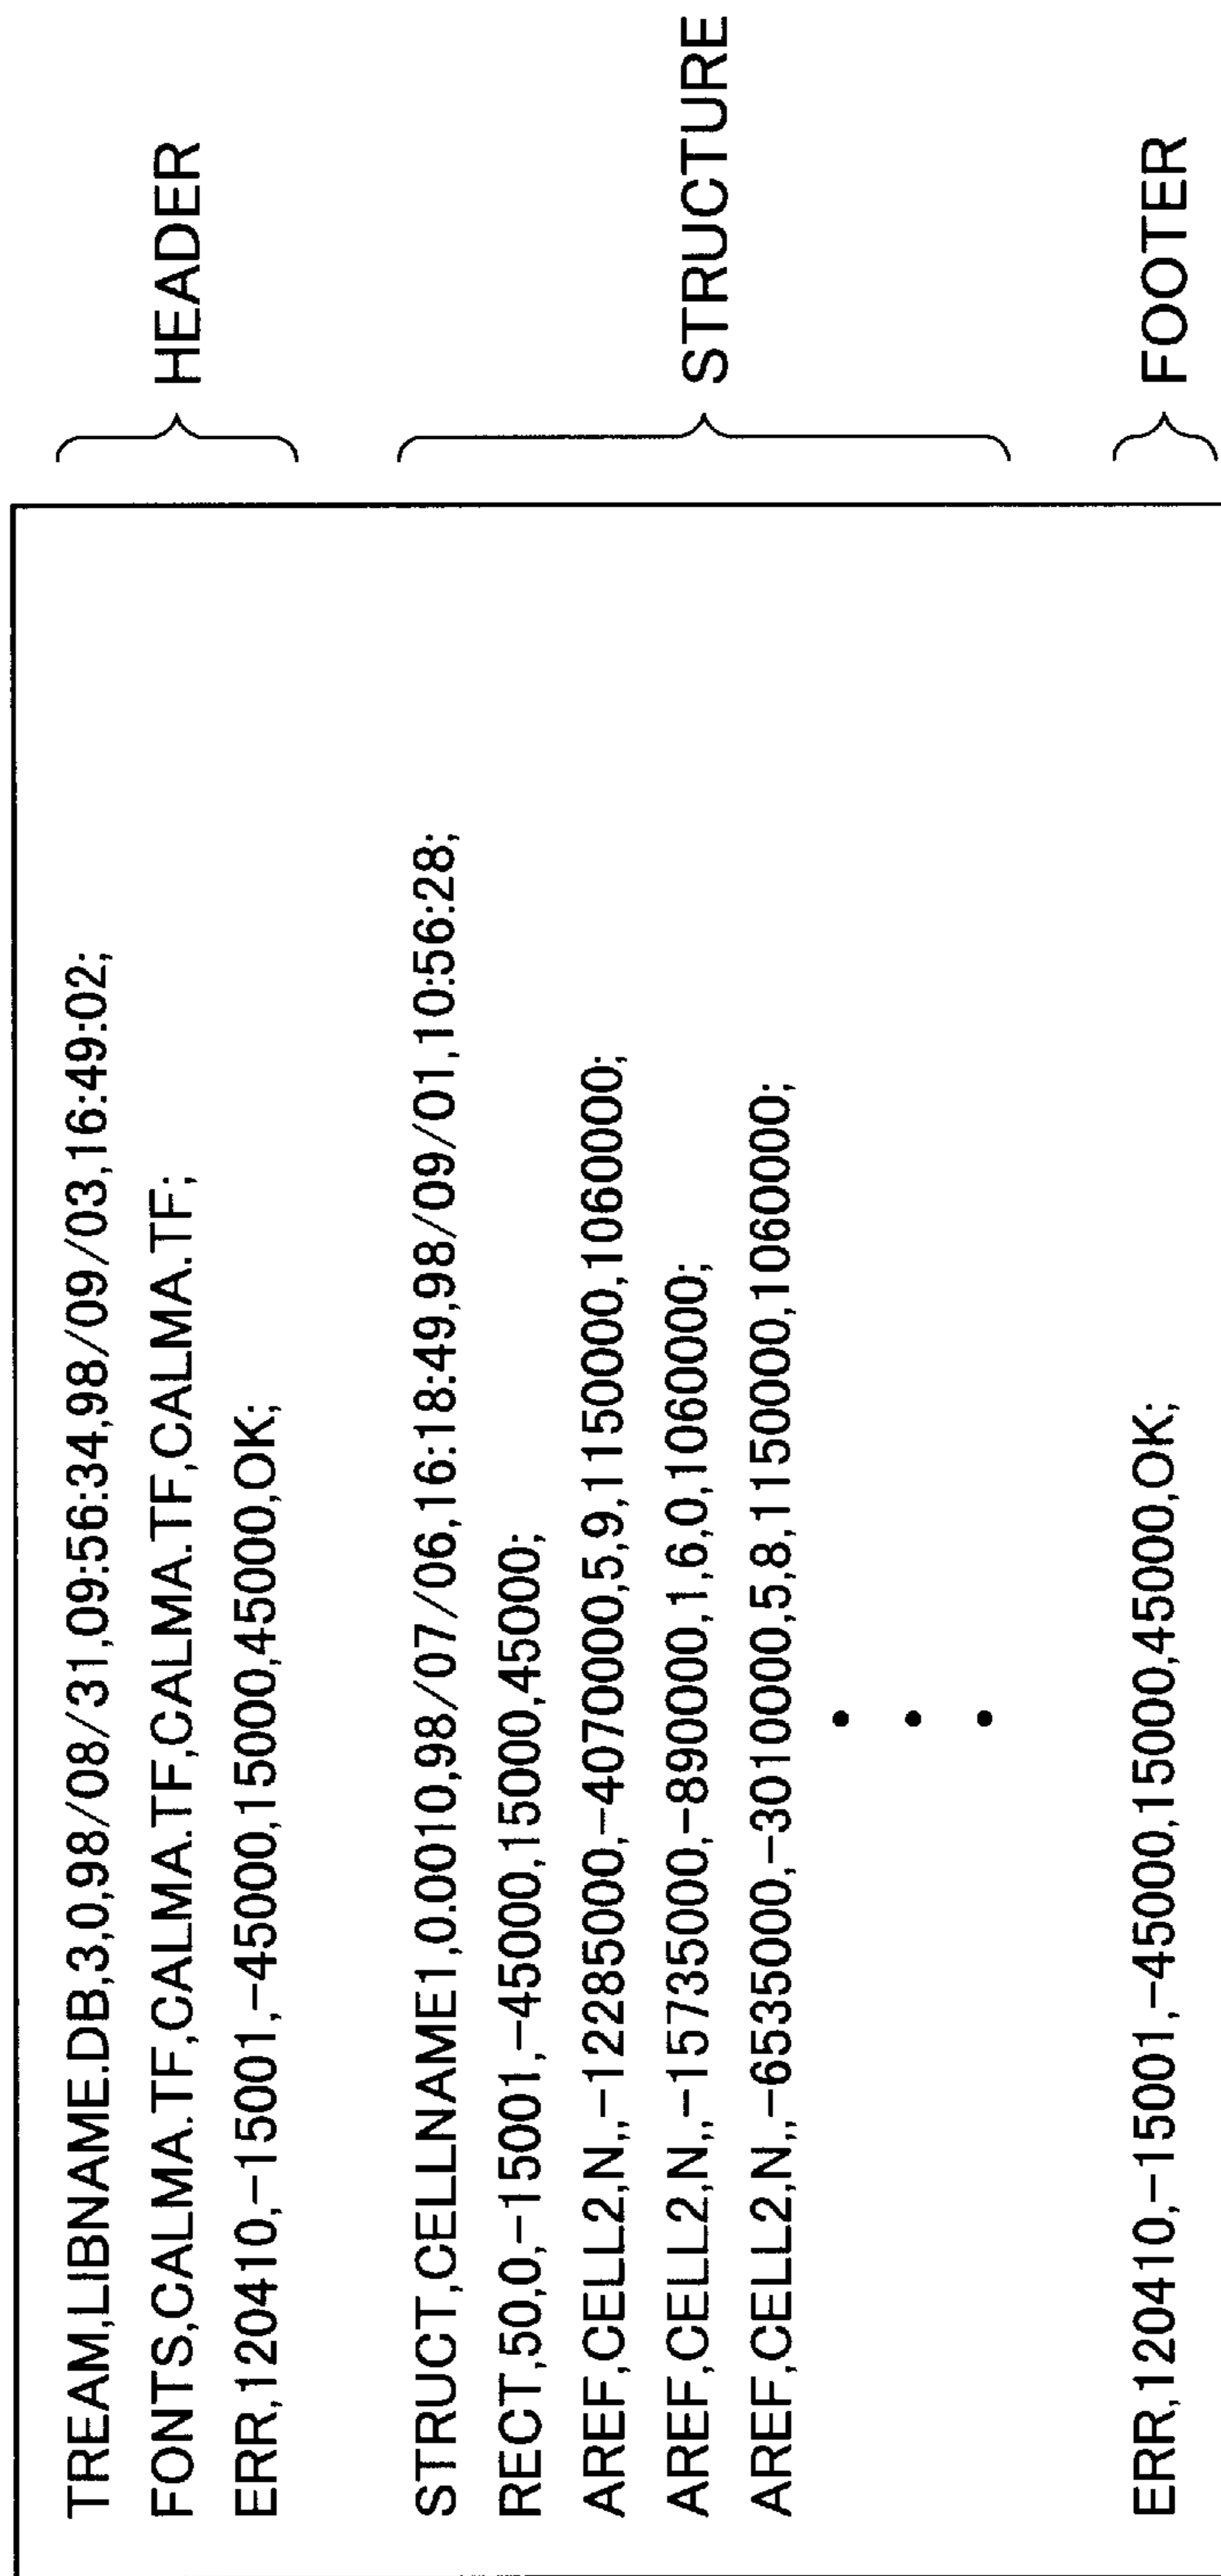 TREAM,LIBNAME.DB,3,0,98/08/31,09:56:34,98/09/03,16:49:02;
FONTS,CALMA.TF,CALMA.TF,CALMA.TF,CALMA.TF;
ERR,120410,-15001,-45000,15000,45000,OK;
HEADER
STRUCT,CELLNAME1,0.0010,98/07/06,16:18:49,98/09/01,10:56:28;
RECT,50,0,-15001,-45000,15000,45000;
AREF,CELL2,N,,-12285000,-4070000,5,9,1150000,1060000;
AREF,CELL2,N,,-15735000,-890000,1,6,0,1060000;
AREF,CELL2,N,,-6535000,-3010000,5,8,1150000,1060000;
STRUCTURE
ERR,120410,-15001,-45000,15000,45000,OK;
FOOTER